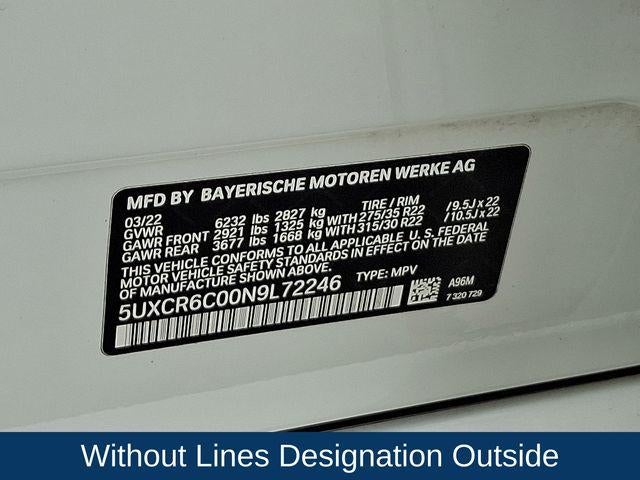 MFD BY BAYERISCHE MOTOREN WERKE AG
03/22 TIRE / RIM
GVWR 6232 lbs 2827 kg
GAWR FRONT 2921 lbs 1325 kg WITH 275/35 R22 / 9.5J x 22
GAWR REAR 3677 lbs 1668 kg WITH 315/30 R22 / 10.5J x 22
THIS VEHICLE CONFORMS TO ALL APPLICABLE U. S. FEDERAL
MOTOR VEHICLE SAFETY STANDARDS IN EFFECT ON THE DATE
OF MANUFACTURE SHOWN ABOVE.
5UXCR6C00N9L72246 TYPE: MPV
A96M
7 320 729
Without Lines Designation Outside